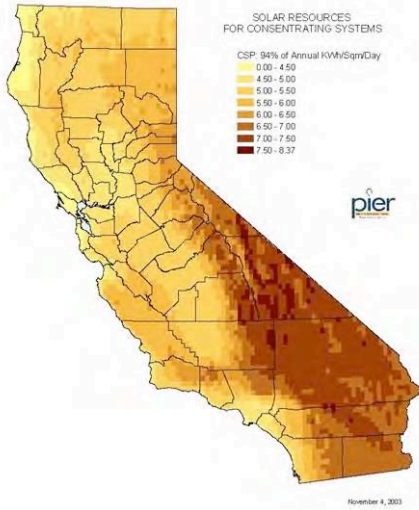 SOLAR RESOURCES
FOR CONSENTRATING SYSTEMS
CSP: 94% of Annual KWh/Sqm/Day
0.00 - 4.50
4.50 - 5.00
5.00 - 5.50
5.50 - 6.00
6.00 - 6.50
6.50 - 7.00
7.00 - 7.50
7.50 - 8.37
pier
November 4, 2003